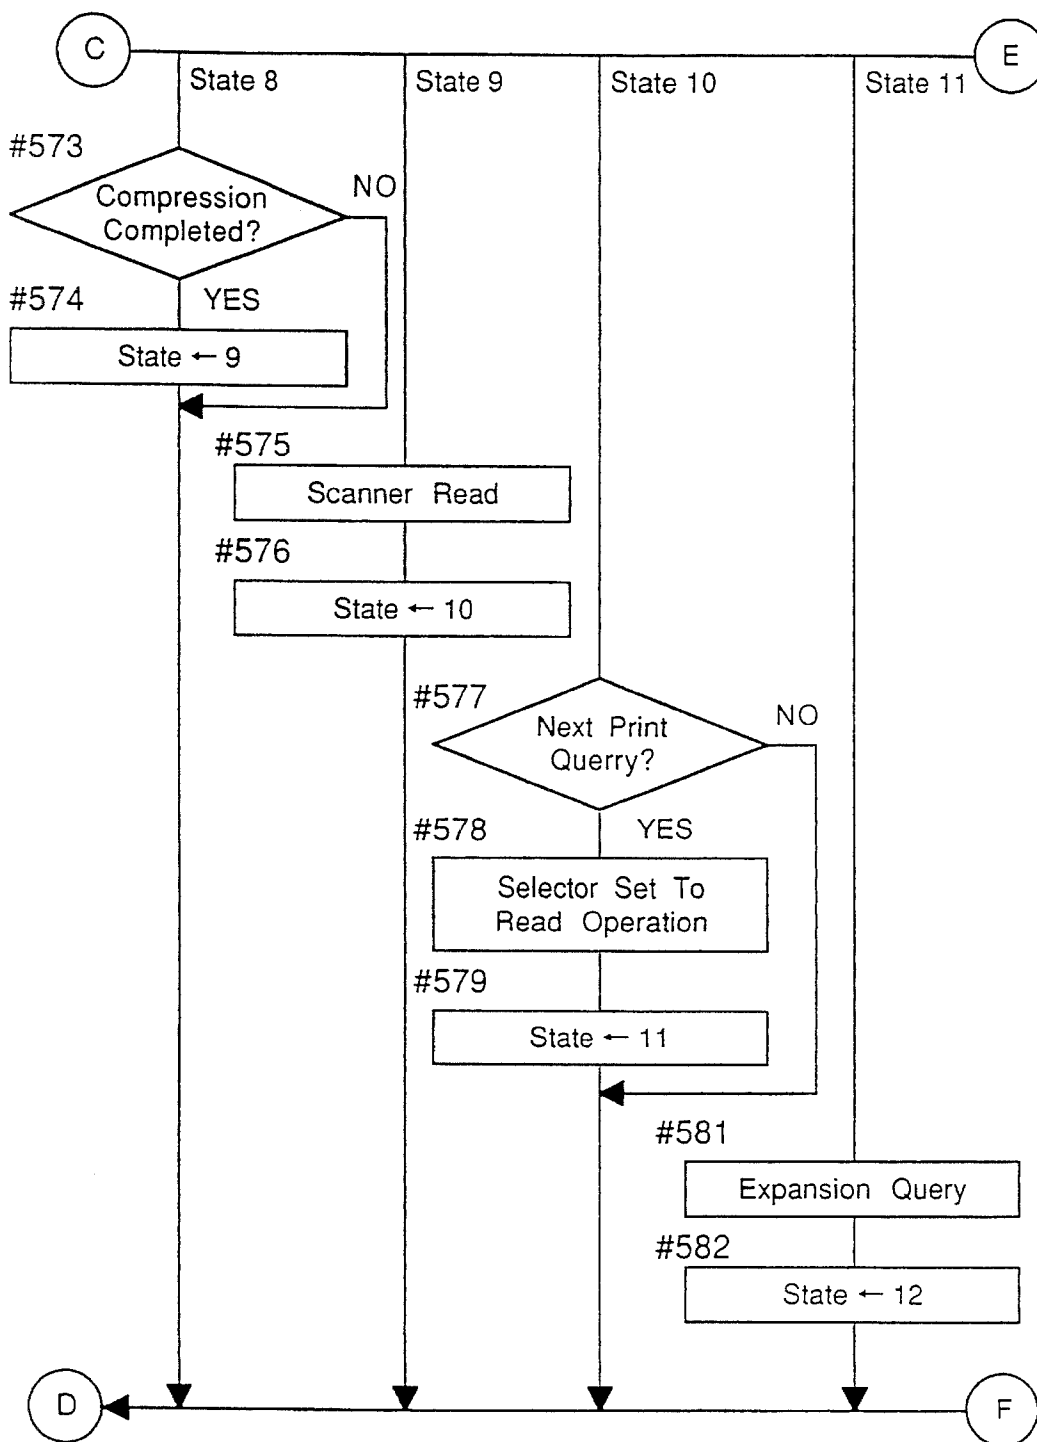 C
E
State 8
State 9
State 10
State 11
#573
Compression
Completed?
NO
#574
YES
State ← 9
#575
Scanner Read
#576
State ← 10
#577
Next Print
Querry?
NO
#578
YES
Selector Set To
Read Operation
#579
State ← 11
#581
Expansion Query
#582
State ← 12
D
F